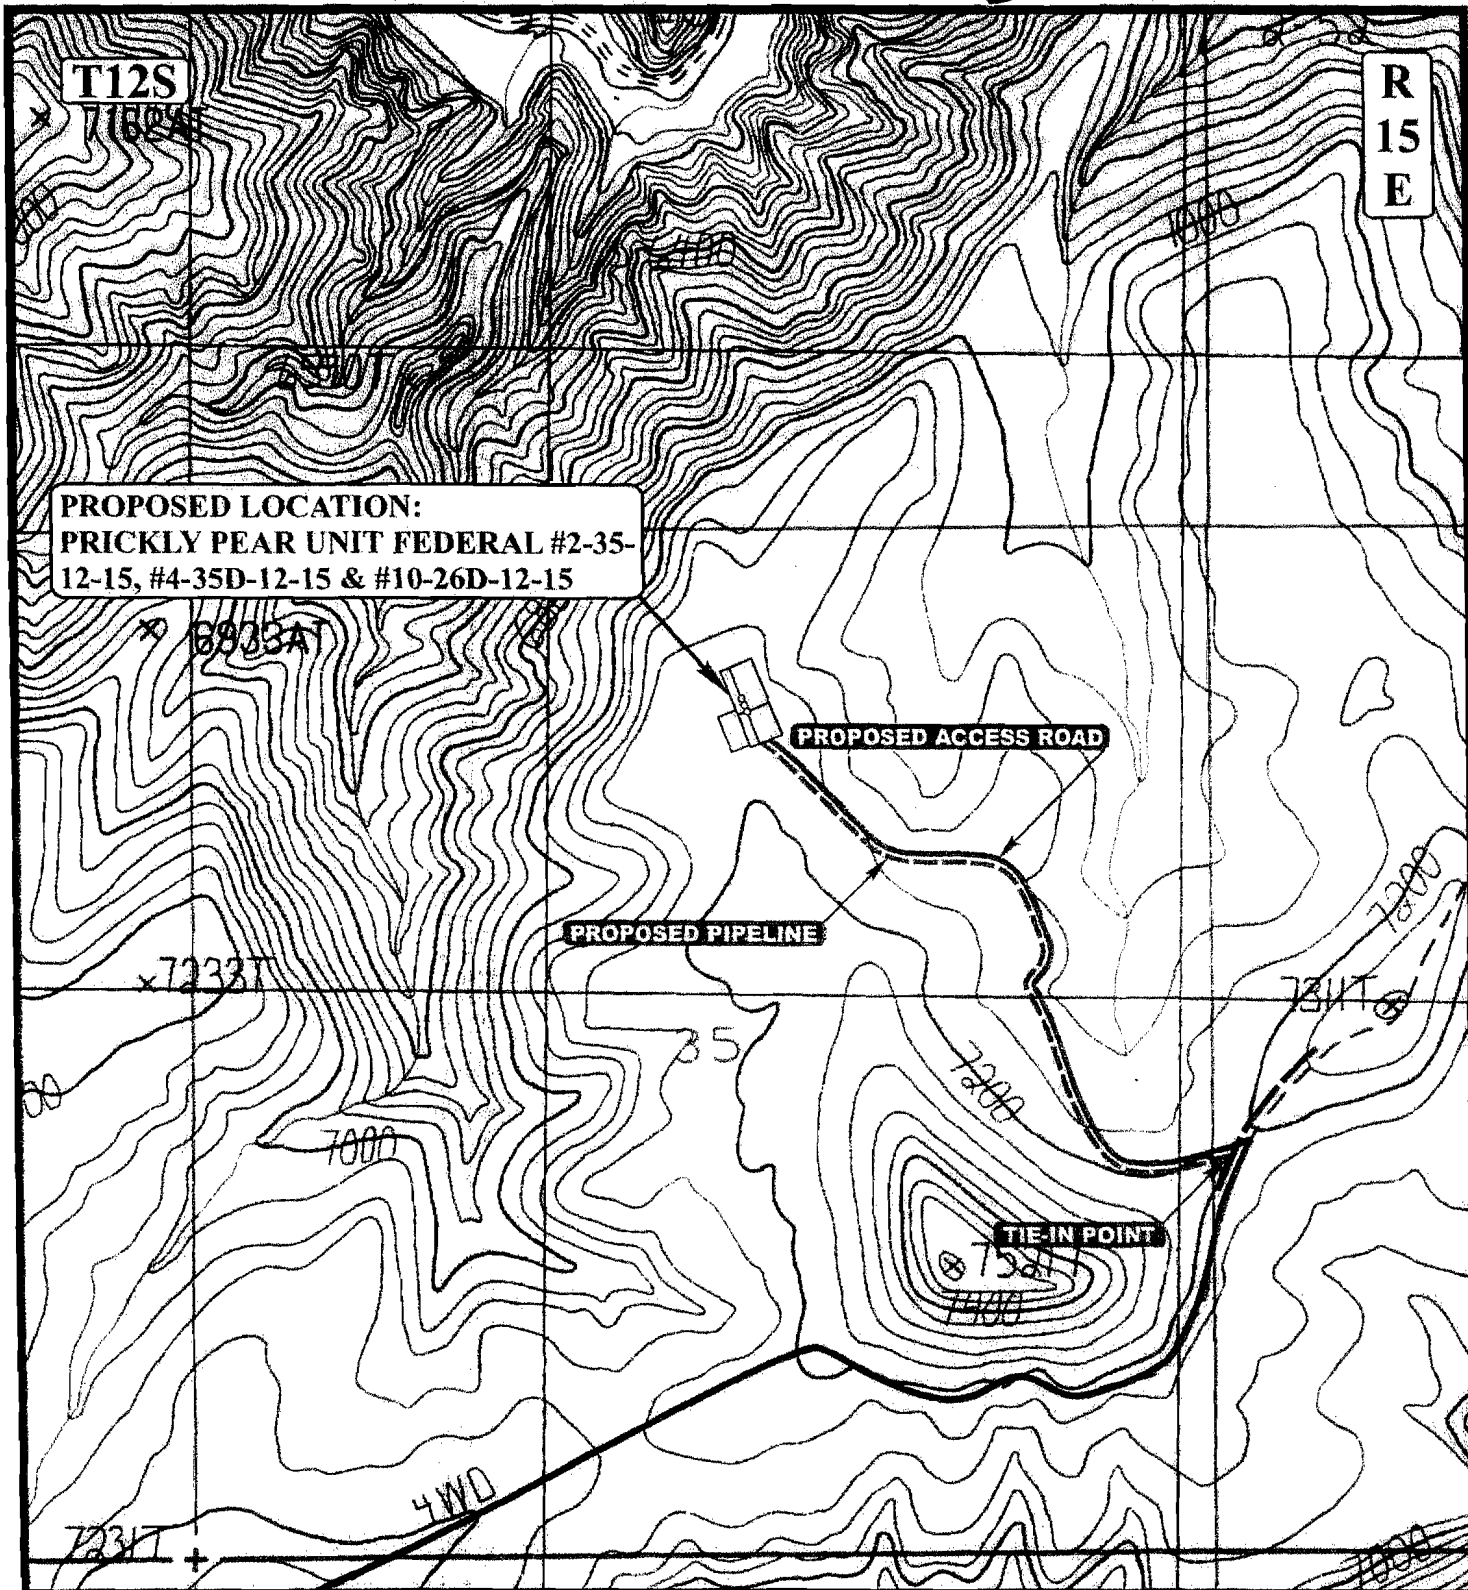 T12S
R
15
E
7000
PROPOSED LOCATION:
PRICKLY PEAR UNIT FEDERAL #2-35-
12-15, #4-35D-12-15 & #10-26D-12-15
6933AT
PROPOSED ACCESS ROAD
7200
PROPOSED PIPELINE
7233T
7311T
35
7200
7000
TIE-IN POINT
7400
4WD
7231T
7000